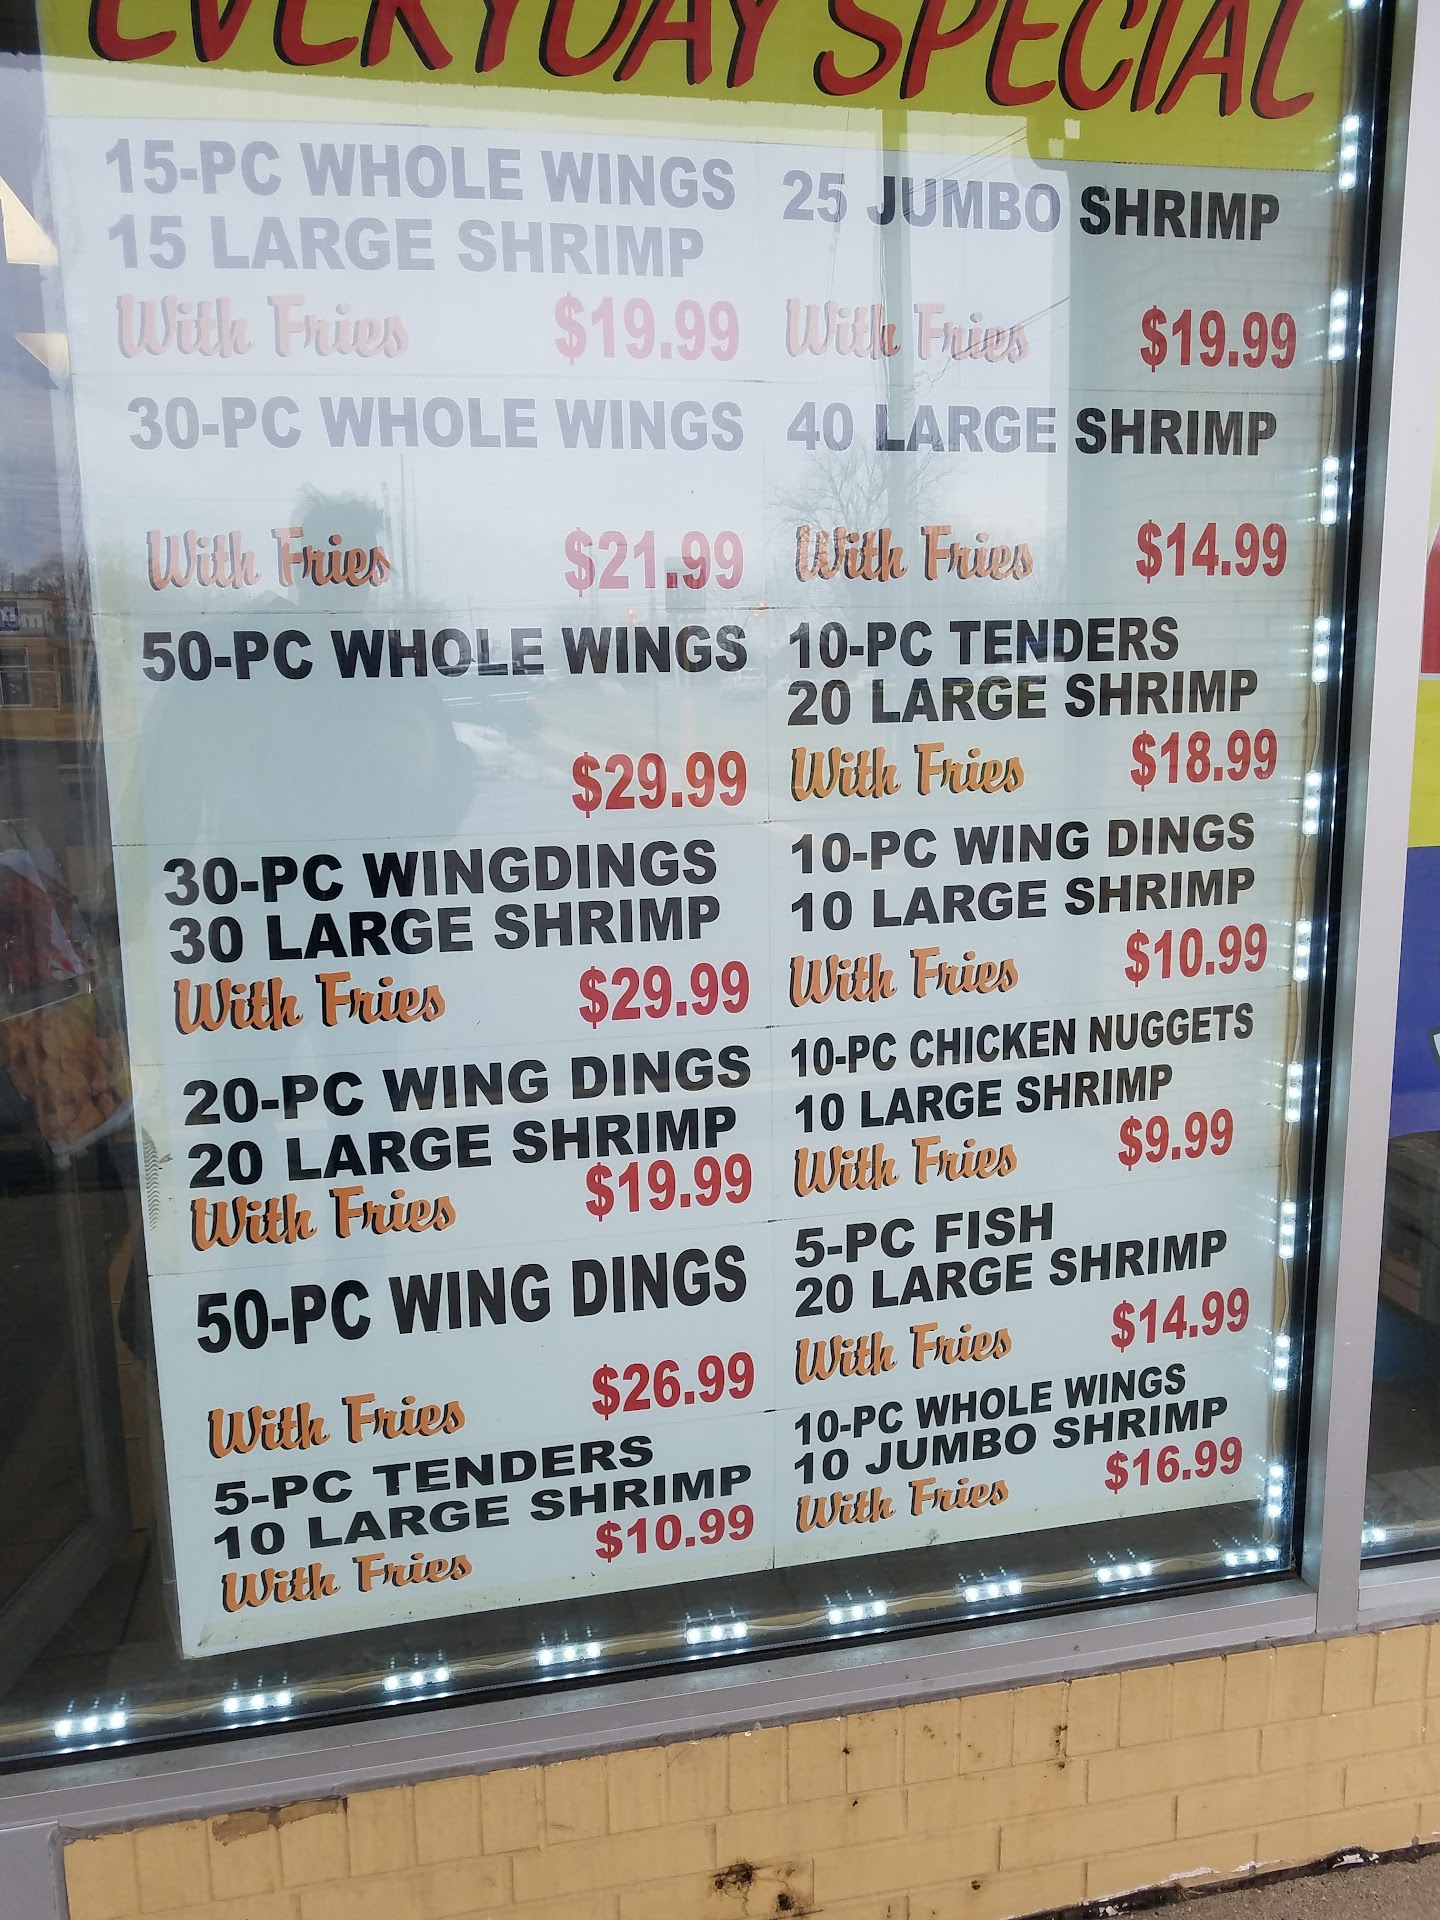 EVERYDAY SPECIAL
15-PC WHOLE WINGS
15 LARGE SHRIMP
With Fries $19.99
30-PC WHOLE WINGS
With Fries $21.99
50-PC WHOLE WINGS
$29.99
30-PC WINGDINGS
30 LARGE SHRIMP
With Fries $29.99
20-PC WING DINGS
20 LARGE SHRIMP
With Fries $19.99
50-PC WING DINGS
With Fries $26.99
5-PC TENDERS
10 LARGE SHRIMP
With Fries $10.99
25 JUMBO SHRIMP
With Fries $19.99
40 LARGE SHRIMP
With Fries $14.99
10-PC TENDERS
20 LARGE SHRIMP
With Fries $18.99
10-PC WING DINGS
10 LARGE SHRIMP
With Fries $10.99
10-PC CHICKEN NUGGETS
10 LARGE SHRIMP
With Fries $9.99
5-PC FISH
20 LARGE SHRIMP
With Fries $14.99
10-PC WHOLE WINGS
10 JUMBO SHRIMP
With Fries $16.99